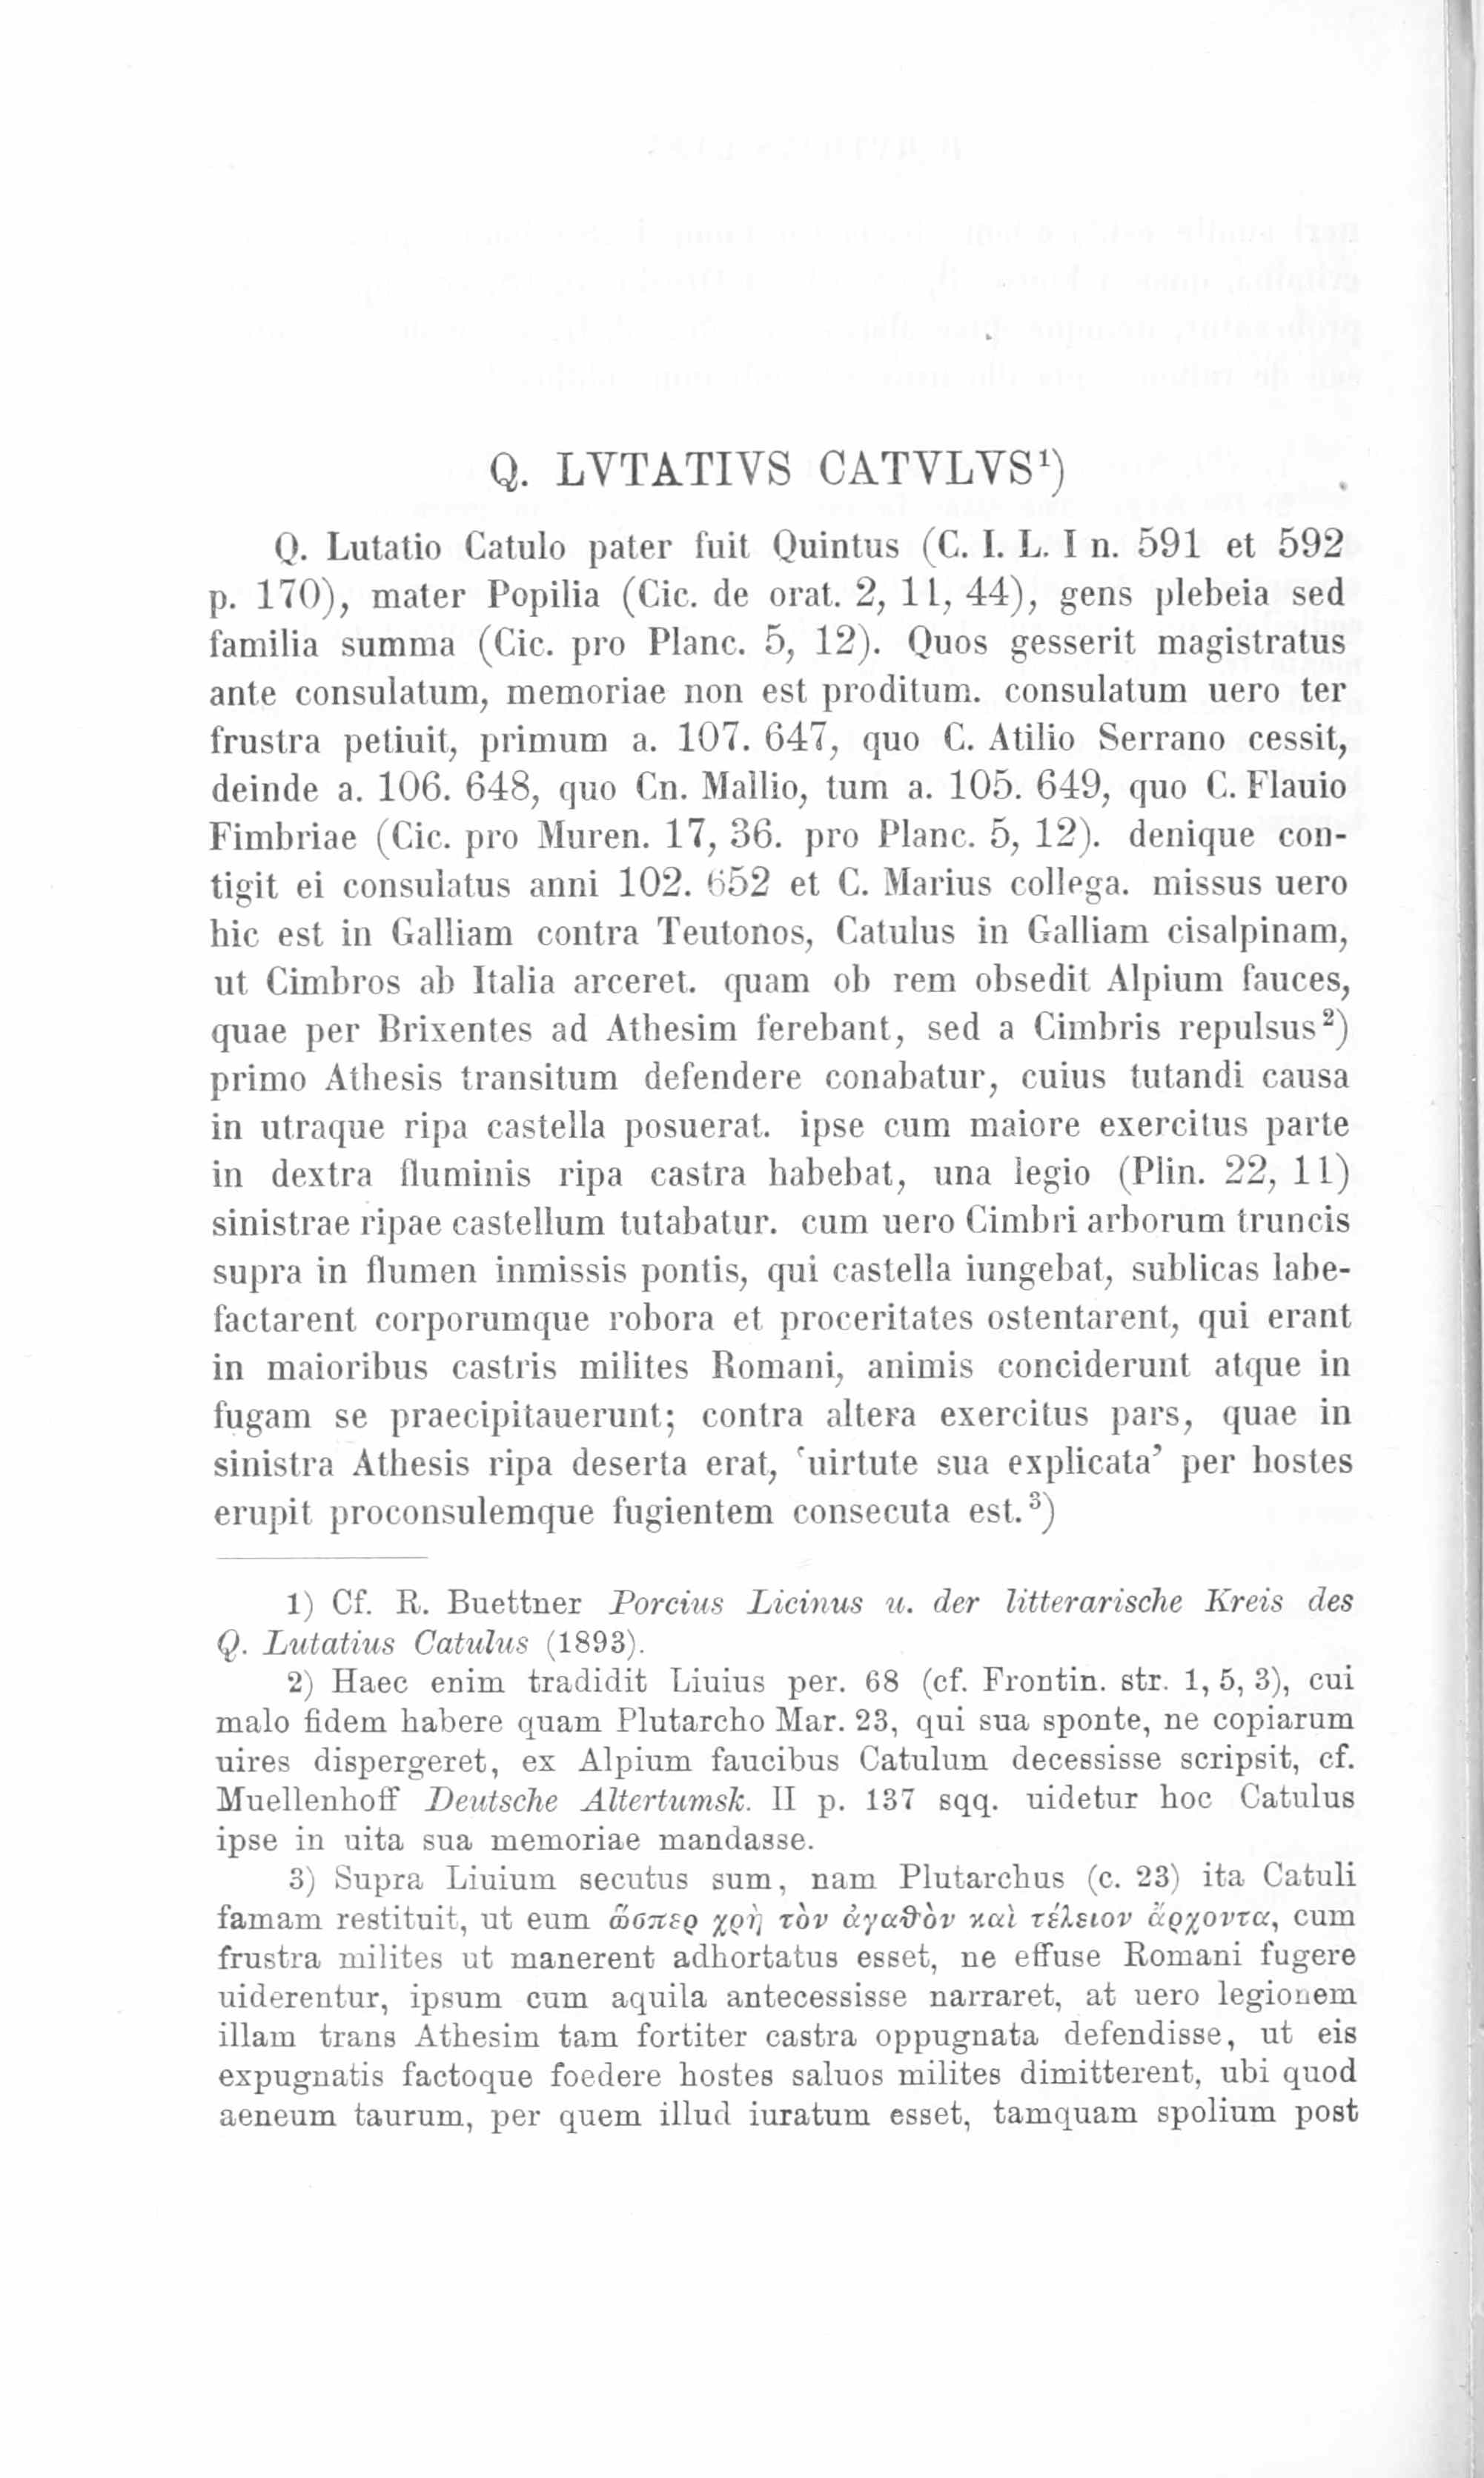 Q. LVTATIVS CATVLVS¹)
Q. Lutatio Catulo pater fuit Quintus (C. I. L. I n. 591 et 592
p. 170), mater Popilia (Cic. de orat. 2, 11, 44), gens plebeia sed
familia summa (Cic. pro Planc. 5, 12). Quos gesserit magistratus
ante consulatum, memoriae non est proditum. consulatum uero ter
frustra petiuit, primum a. 107. 647, quo C. Atilio Serrano cessit,
deinde a. 106. 648, quo Cn. Mallio, tum a. 105. 649, quo C. Flauio
Fimbriae (Cic. pro Muren. 17, 36. pro Planc. 5, 12). denique con-
tigit ei consulatus anni 102. 652 et C. Marius collega. missus uero
hic est in Galliam contra Teutonos, Catulus in Galliam cisalpinam,
ut Cimbros ab Italia arceret. quam ob rem obsedit Alpium fauces,
quae per Brixentes ad Athesim ferebant, sed a Cimbris repulsus²)
primo Athesis transitum defendere conabatur, cuius tutandi causa
in utraque ripa castella posuerat. ipse cum maiore exercitus parte
in dextra fluminis ripa castra habebat, una legio (Plin. 22, 11)
sinistrae ripae castellum tutabatur. cum uero Cimbri arborum truncis
supra in flumen inmissis pontis, qui castella iungebat, sublicas labe-
factarent corporumque robora et proceritates ostentarent, qui erant
in maioribus castris milites Romani, animis conciderunt atque in
fugam se praecipitauerunt; contra altera exercitus pars, quae in
sinistra Athesis ripa deserta erat, ‘uirtute sua explicata’ per hostes
erupit proconsulemque fugientem consecuta est.³)
1) Cf. R. Buettner Porcius Licinus u. der litterarische Kreis des
Q. Lutatius Catulus (1893).
2) Haec enim tradidit Liuius per. 68 (cf. Frontin. str. 1, 5, 3), cui
malo fidem habere quam Plutarcho Mar. 23, qui sua sponte, ne copiarum
uires dispergeret, ex Alpium faucibus Catulum decessisse scripsit, cf.
Muellenhoff Deutsche Altertumsk. II p. 137 sqq. uidetur hoc Catulus
ipse in uita sua memoriae mandasse.
3) Supra Liuium secutus sum, nam Plutarchus (c. 23) ita Catuli
famam restituit, ut eum ὥσπερ χρὴ τὸν ἀγαθὸν καὶ τέλειον ἄρχοντα, cum
frustra milites ut manerent adhortatus esset, ne effuse Romani fugere
uiderentur, ipsum cum aquila antecessisse narraret, at uero legionem
illam trans Athesim tam fortiter castra oppugnata defendisse, ut eis
expugnatis factoque foedere hostes saluos milites dimitterent, ubi quod
aeneum taurum, per quem illud iuratum esset, tamquam spolium post